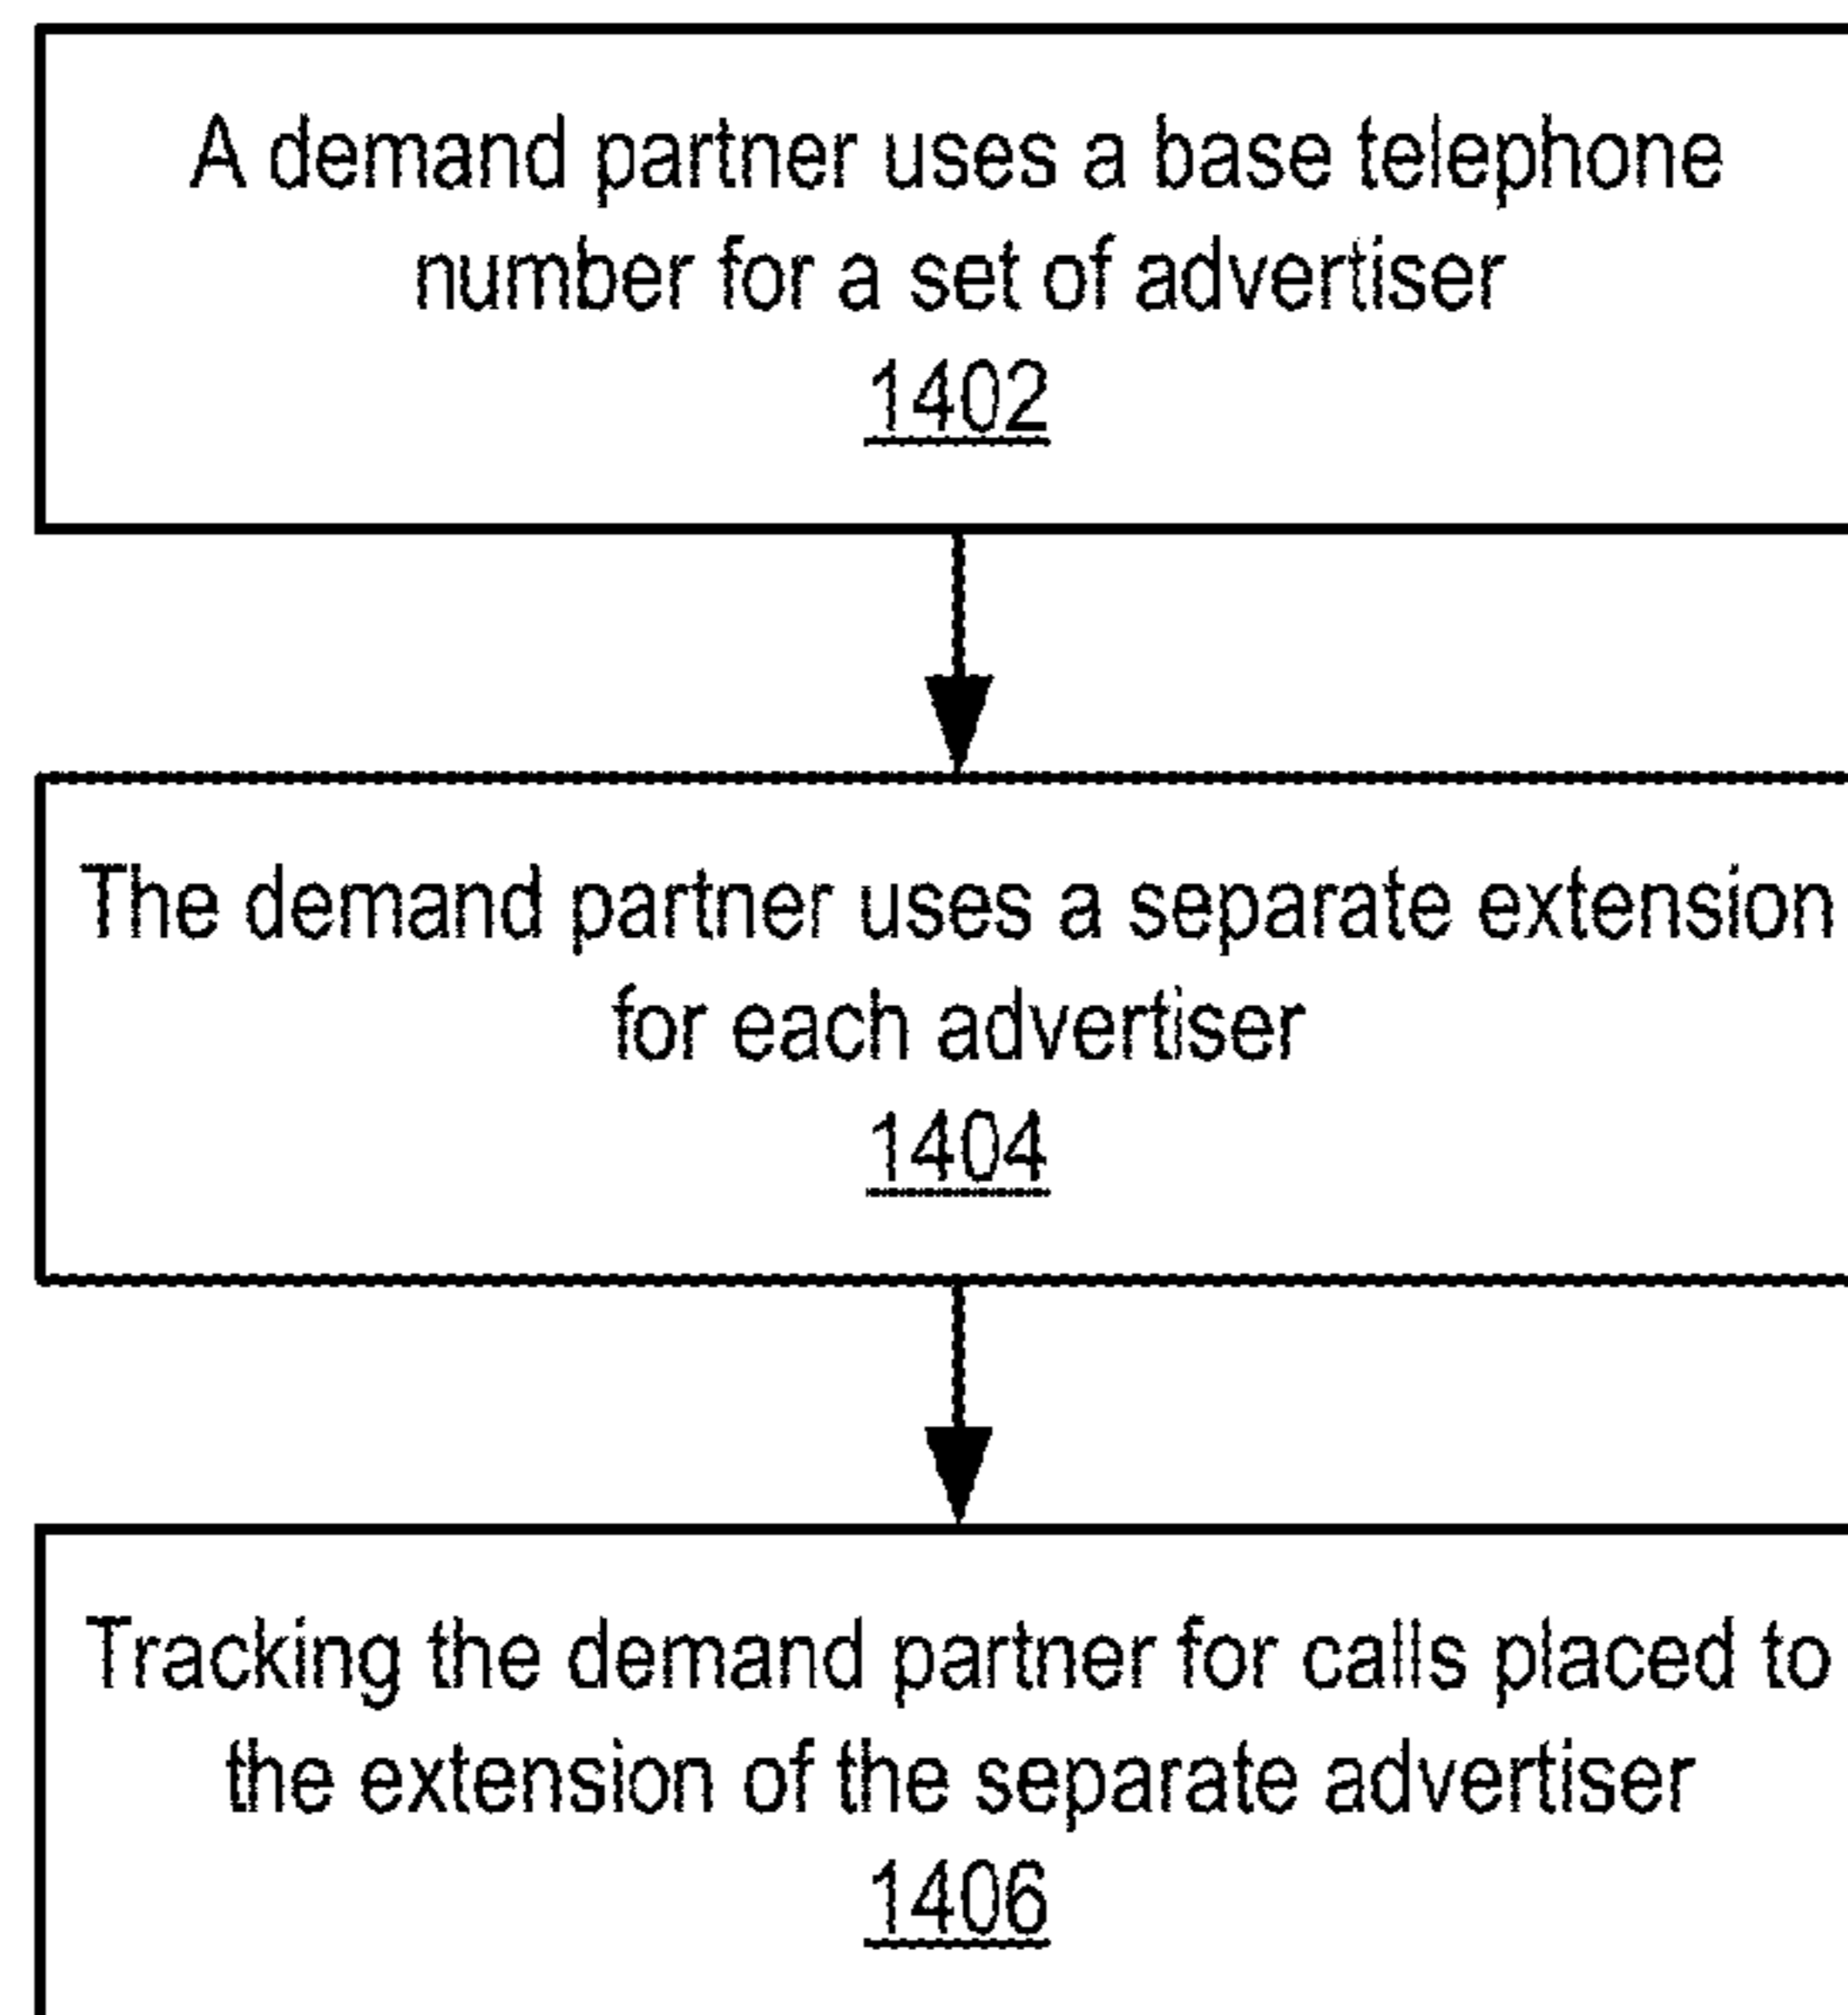 A demand partner uses a base telephone
number for a set of advertiser
1402
The demand partner uses a separate extension
for each advertiser
1404
Tracking the demand partner for calls placed to
the extension of the separate advertiser
1406